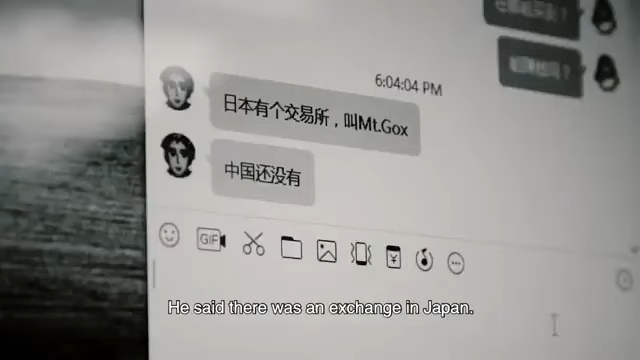 6:04:04 PM
日本有个交易所，叫Mt.Gox
中国还没有
GIF
He said there was an exchange in Japan.